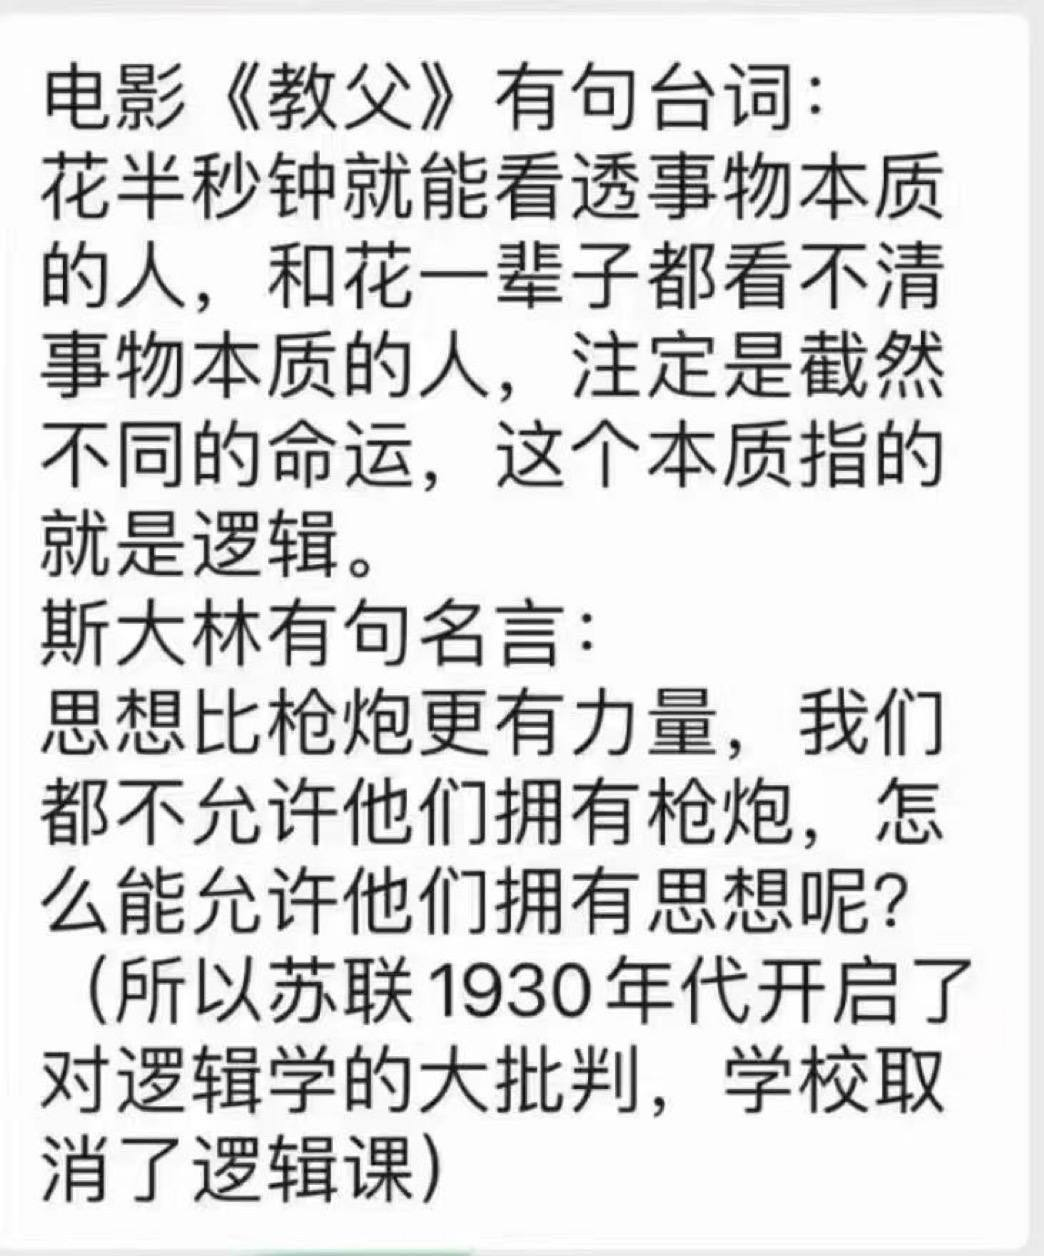 电影《教父》有句台词：
花半秒钟就能看透事物本质
的人，和花一辈子都看不清
事物本质的人，注定是截然
不同的命运，这个本质指的
就是逻辑。
斯大林有句名言：
思想比枪炮更有力量，我们
都不允许他们拥有枪炮，怎
么能允许他们拥有思想呢？
（所以苏联1930年代开启了
对逻辑学的大批判，学校取
消了逻辑课）